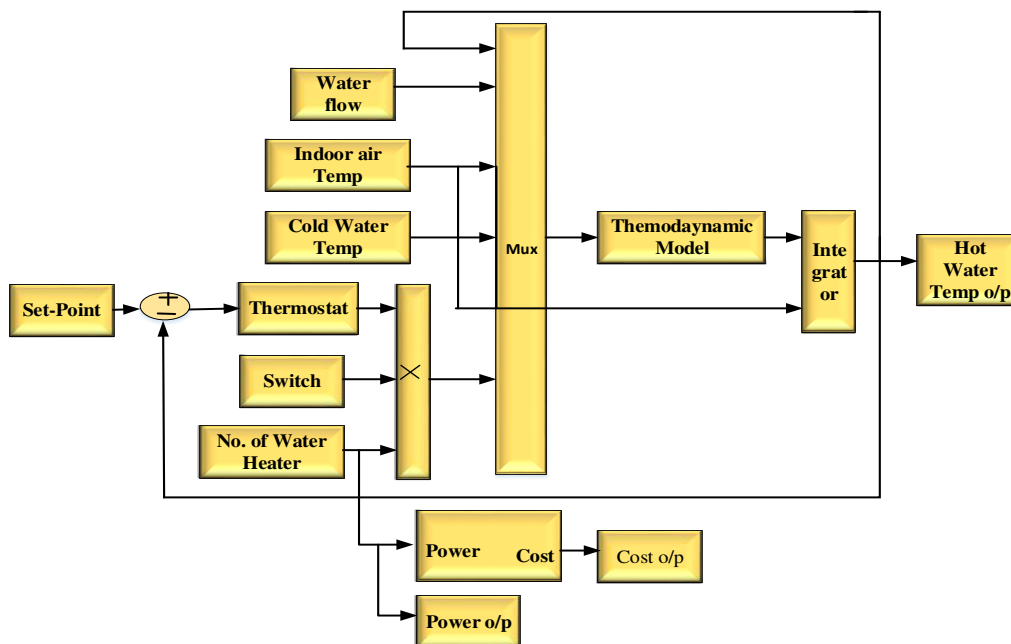 Water
flow
Indoor air
Temp
Cold Water
Temp
Mux
Themodaynamic
Model
Inte
grat
or
Hot
Water
Temp o/p
Set-Point
+
−
Thermostat
Switch
X
No. of Water
Heater
Power Cost
Cost o/p
Power o/p